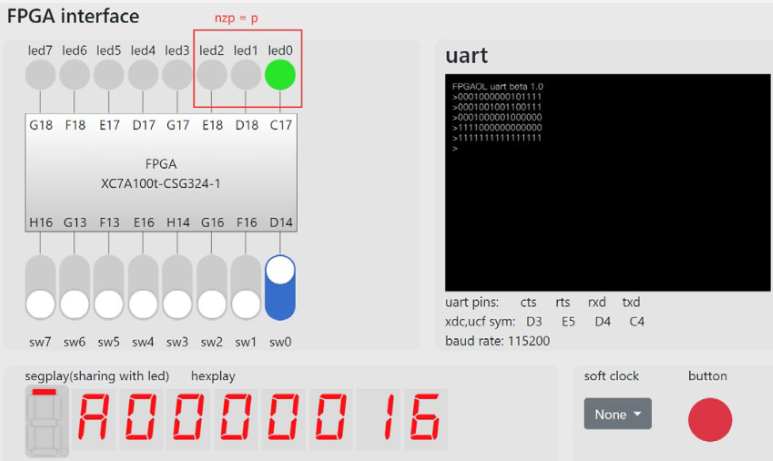 FPGA interface
nzp = p
led7 led6 led5 led4 led3 led2 led1 led0
G18 F18 E17 D17 G17 E18 D18 C17
FPGA
XC7A100t-CSG324-1
H16 G13 F13 E16 H14 G16 F16 D14
sw7 sw6 sw5 sw4 sw3 sw2 sw1 sw0
uart
FPGAOL uart beta 1.0
>0001000000101111
>0001001001100111
>0001000001000000
>1111000000000000
>1111111111111111
>
uart pins: cts rts rxd txd
xdc,ucf sym: D3 E5 D4 C4
baud rate: 115200
segplay(sharing with led) hexplay
A0000016
soft clock button
None